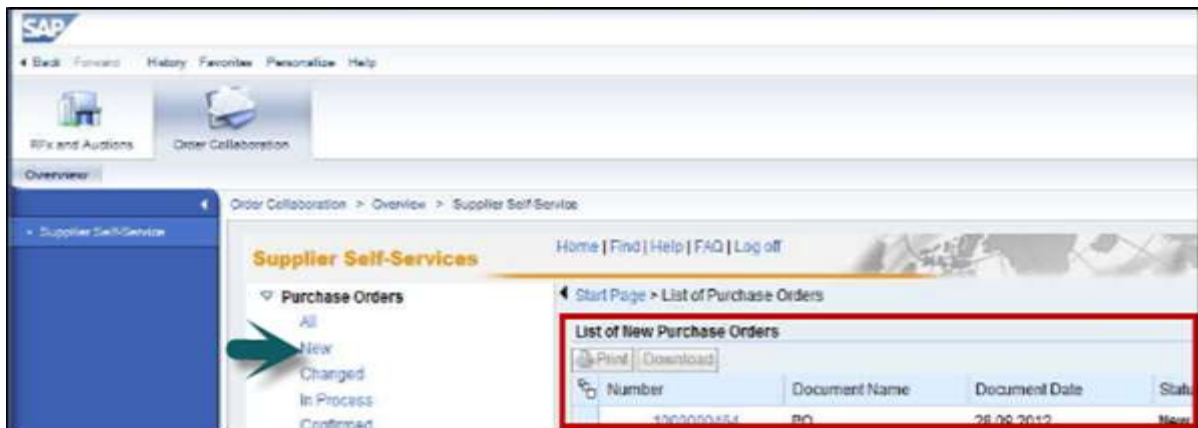 SAP
Back Forward History Favorites Personalize Help
RFx and Auctions Order Collaboration
Overview
Order Collaboration > Overview > Supplier Self-Service
• Supplier Self-Service
Supplier Self-Services
Home | Find | Help | FAQ | Log off
Purchase Orders
Start Page > List of Purchase Orders
All
New
Changed
In Process
Confirmed
List of New Purchase Orders
Print Download
Number Document Name Document Date Statu
PO 28.09.2012 New